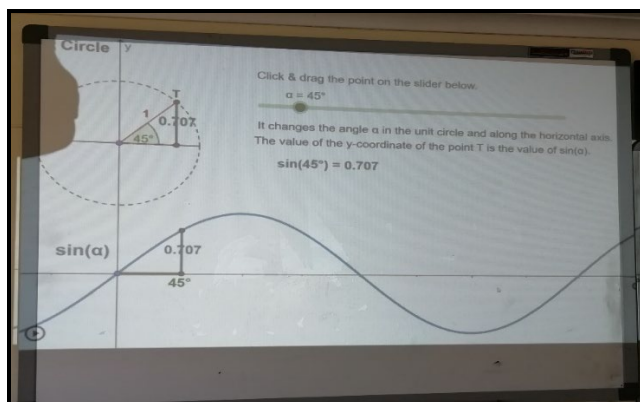 Circle
y
T
1
0.707
45°
Click & drag the point on the slider below.
α = 45°
It changes the angle α in the unit circle and along the horizontal axis.
The value of the y-coordinate of the point T is the value of sin(α).
sin(45°) = 0.707
sin(α)
0.707
45°